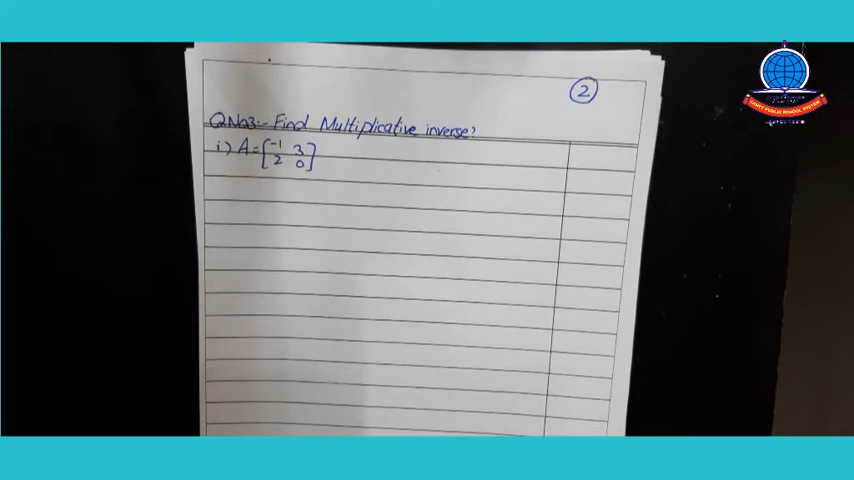 2
Q.No3:- Find Multiplicative inverse?
i) A=[-1 3
2 0]